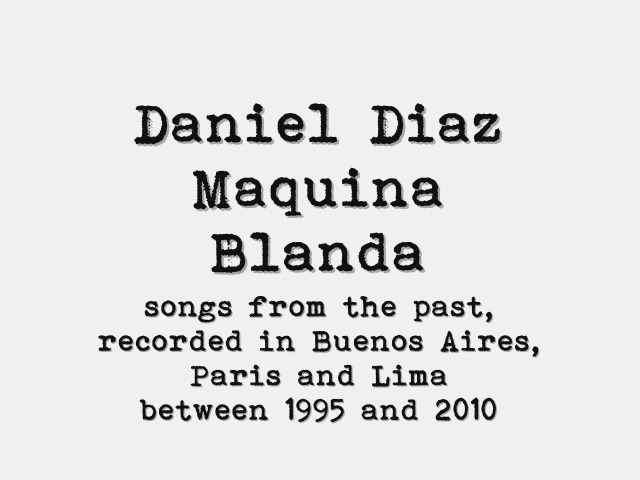 Daniel Diaz
Maquina
Blanda
songs from the past,
recorded in Buenos Aires,
Paris and Lima
between 1995 and 2010